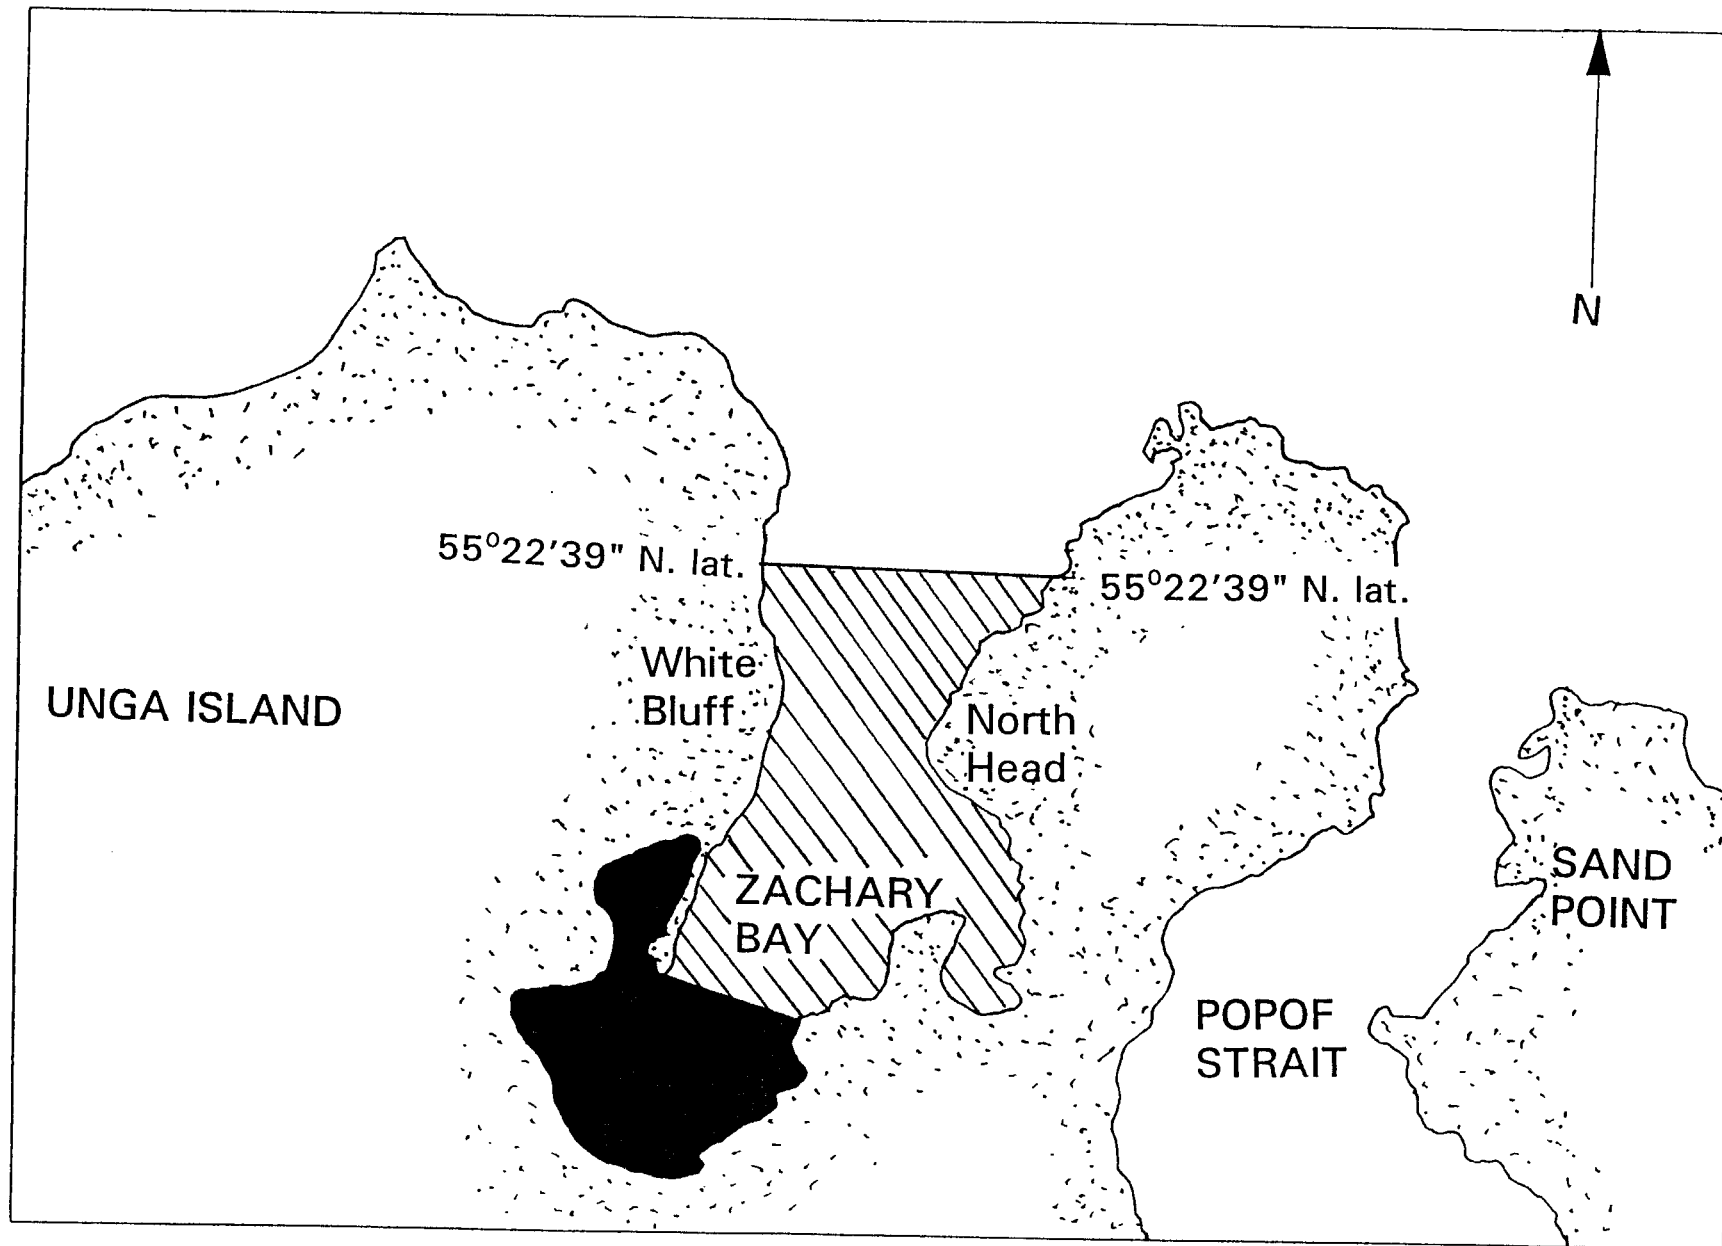 N
55°22'39" N. lat.
55°22'39" N. lat.
White
Bluff
UNGA ISLAND
North
Head
SAND
POINT
ZACHARY
BAY
POPOF
STRAIT